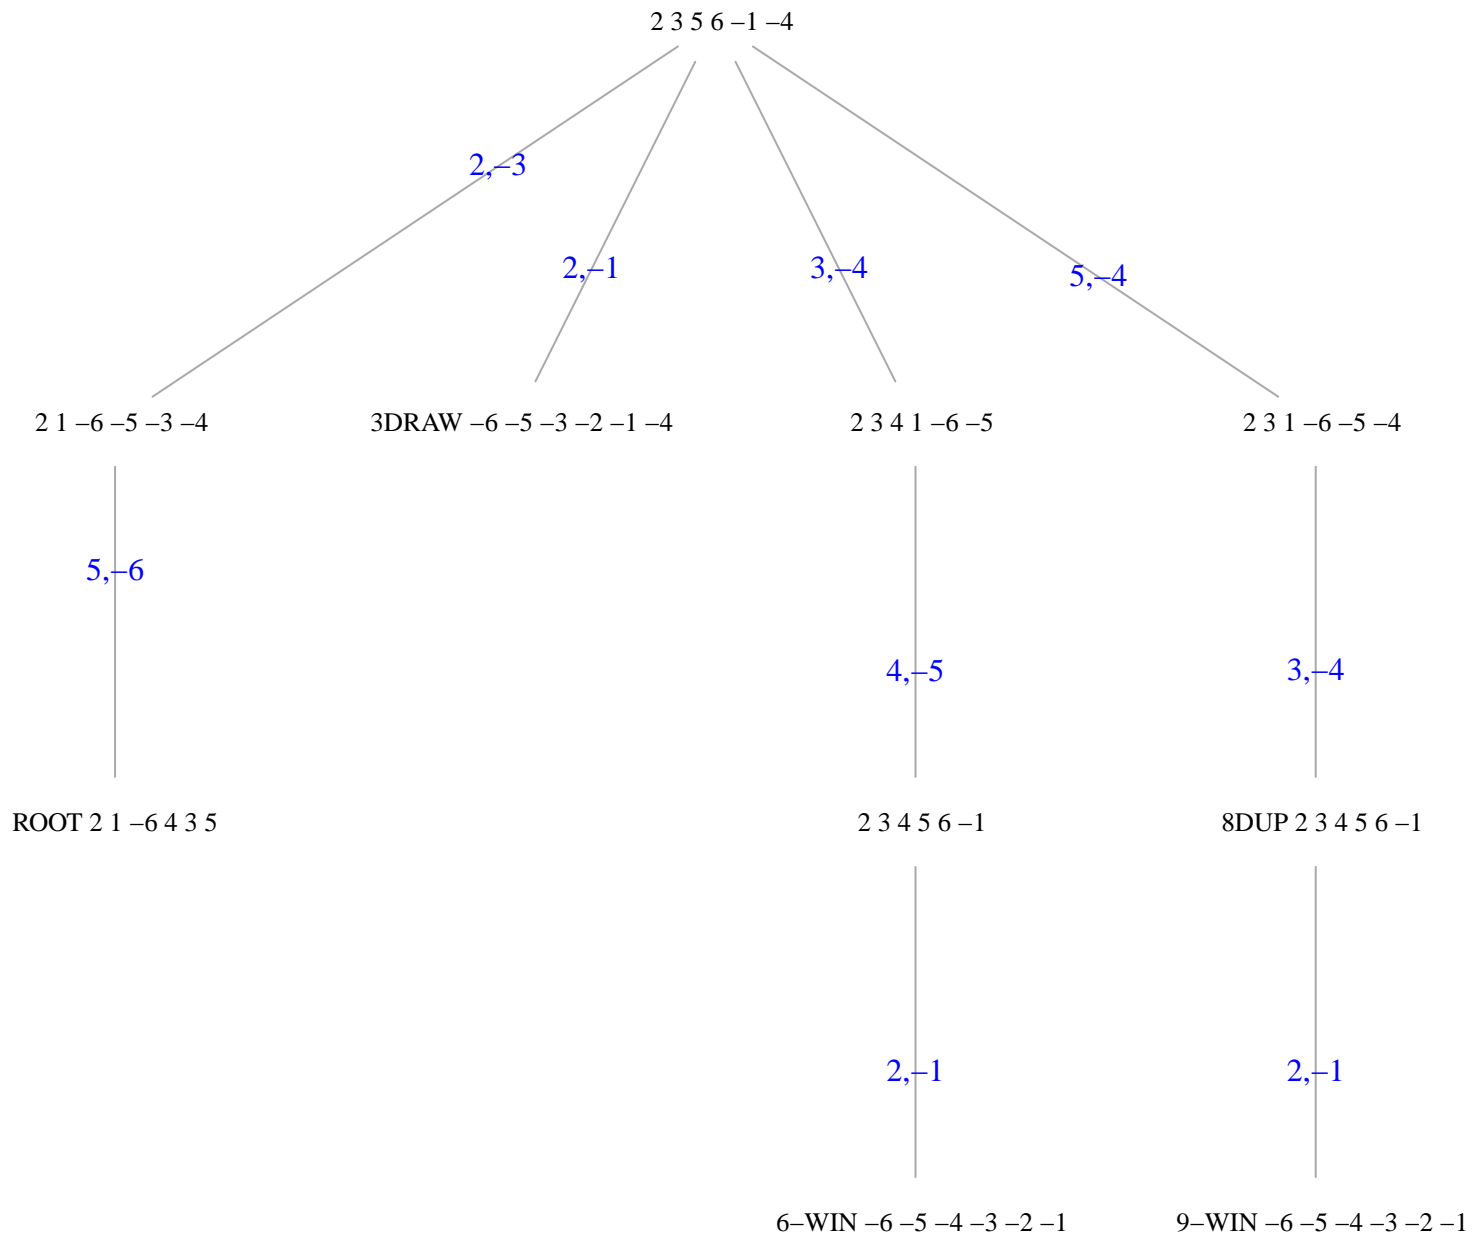 2 3 5 6 –1 –4
2,–3
2,–1
3,–4
5,–4
2 1 –6 –5 –3 –4
3DRAW –6 –5 –3 –2 –1 –4
2 3 4 1 –6 –5
2 3 1 –6 –5 –4
5,–6
4,–5
3,–4
ROOT 2 1 –6 4 3 5
2 3 4 5 6 –1
8DUP 2 3 4 5 6 –1
2,–1
2,–1
6–WIN –6 –5 –4 –3 –2 –1
9–WIN –6 –5 –4 –3 –2 –1